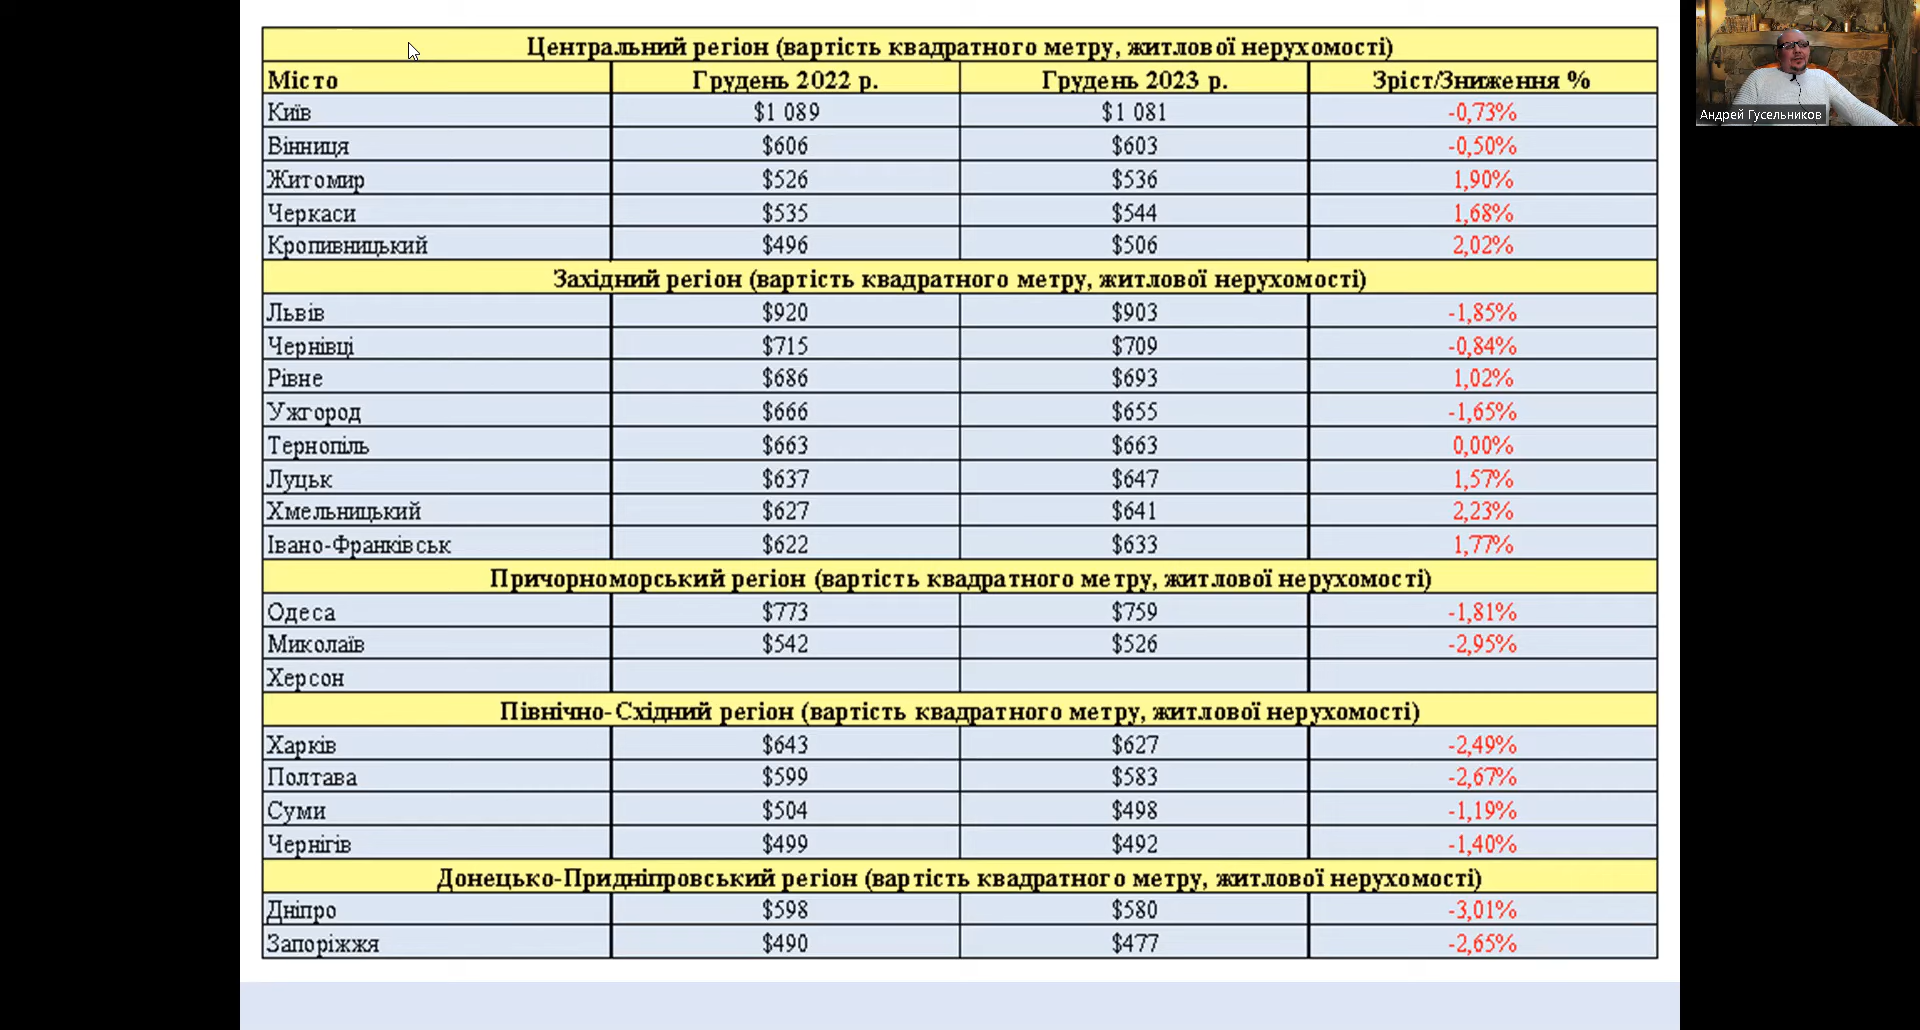 Центральний регіон (вартість квадратного метру, житлової нерухомості)
Місто Грудень 2022 р. Грудень 2023 р. Зріст/Зниження %
Київ $1 089 $1 081 -0,73%
Вінниця $606 $603 -0,50%
Житомир $526 $536 1,90%
Черкаси $535 $544 1,68%
Кропивницький $496 $506 2,02%
Західний регіон (вартість квадратного метру, житлової нерухомості)
Львів $920 $903 -1,85%
Чернівці $715 $709 -0,84%
Рівне $686 $693 1,02%
Ужгород $666 $655 -1,65%
Тернопіль $663 $663 0,00%
Луцьк $637 $647 1,57%
Хмельницький $627 $641 2,23%
Івано-Франківськ $622 $633 1,77%
Причорноморський регіон (вартість квадратного метру, житлової нерухомості)
Одеса $773 $759 -1,81%
Миколаїв $542 $526 -2,95%
Херсон
Північно-Східний регіон (вартість квадратного метру, житлової нерухомості)
Харків $643 $627 -2,49%
Полтава $599 $583 -2,67%
Суми $504 $498 -1,19%
Чернігів $499 $492 -1,40%
Донецько-Придніпровський регіон (вартість квадратного метру, житлової нерухомості)
Дніпро $598 $580 -3,01%
Запоріжжя $490 $477 -2,65%
Андрей Гусельников